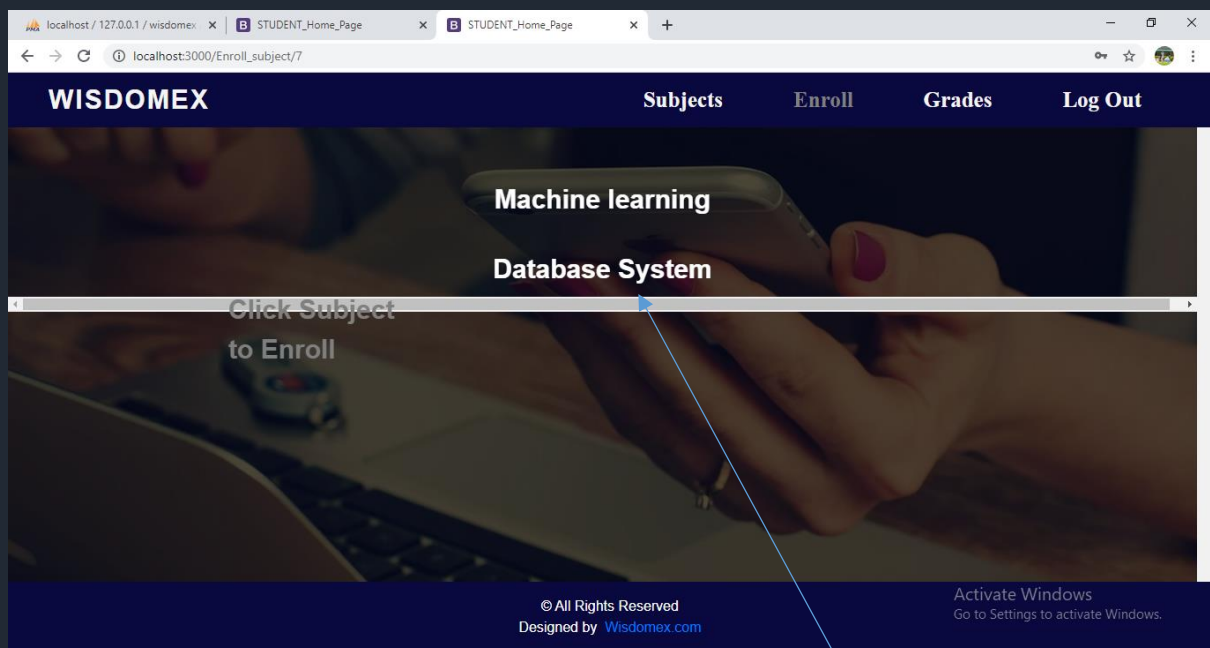 localhost / 127.0.0.1 / wisdomex
STUDENT_Home_Page
STUDENT_Home_Page
localhost:3000/Enroll_subject/7
WISDOMEX
Subjects
Enroll
Grades
Log Out
Machine learning
Database System
Click Subject
to Enroll
© All Rights Reserved
Designed by Wisdomex.com
Activate Windows
Go to Settings to activate Windows.